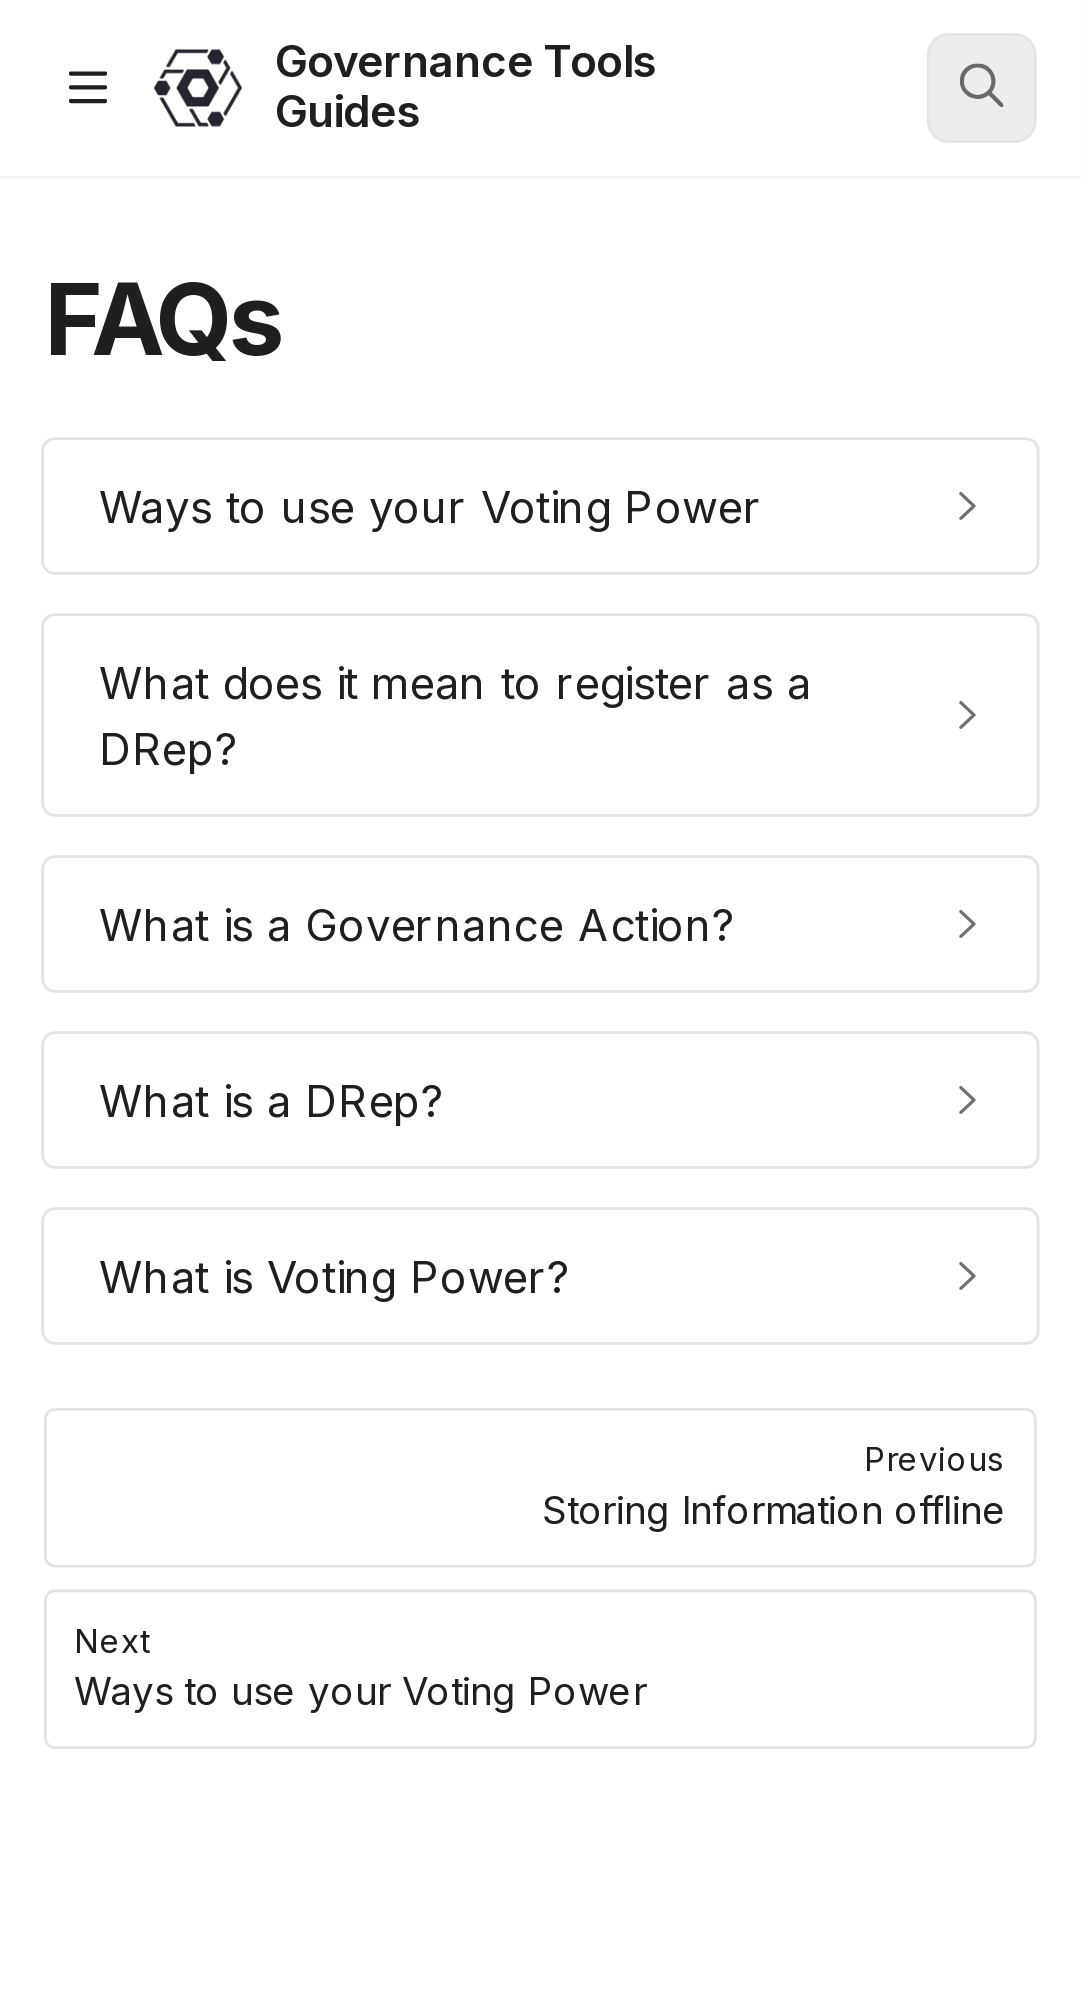 Governance Tools
Guides
FAQs
Ways to use your Voting Power
What does it mean to register as a
DRep?
What is a Governance Action?
What is a DRep?
What is Voting Power?
Previous
Storing Information offline
Next
Ways to use your Voting Power